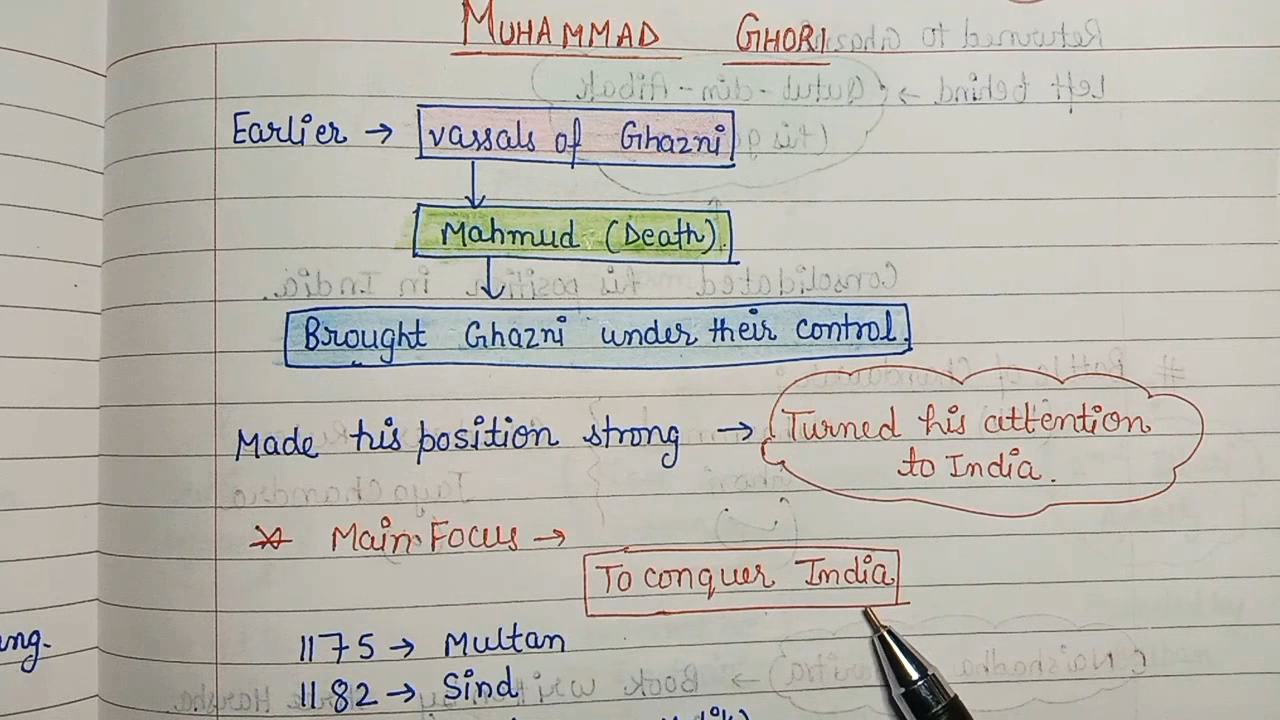 MUHAMMAD GHORI
Earlier → vassals of Ghazni
Mahmud (Death).
Brought Ghazni under their control.
Made his position strong → Turned his attention
to India.
Main Focus →
To conquer India
1175 → Multan
1182 → Sind
ng.